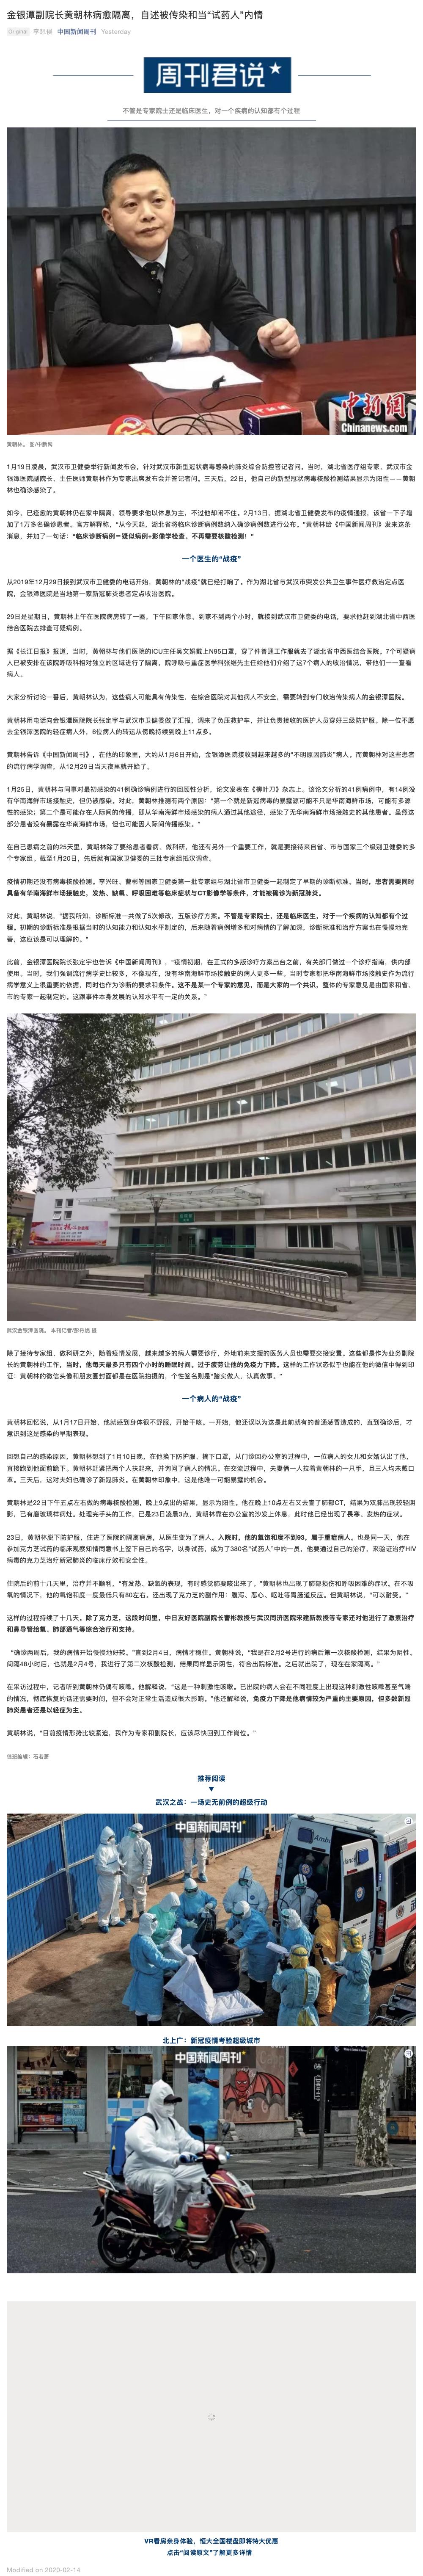 金银潭副院长黄朝林病愈隔离，自述被传染和当“试药人”内情
Original 李想俣 中国新闻周刊 Yesterday
周刊君说
不管是专家院士还是临床医生，对一个疾病的认知都有个过程
中新网
Chinanews.com
黄朝林。 图/中新网
1月19日凌晨，武汉市卫健委举行新闻发布会，针对武汉市新型冠状病毒感染的肺炎综合防控答记者问。当时，湖北省医疗组专家、武汉市金
银潭医院副院长、主任医师黄朝林作为专家出席发布会并答记者问。三天后，22日，他自己的新型冠状病毒核酸检测结果显示为阳性——黄朝
林也确诊感染了。
如今，已痊愈的黄朝林仍在家中隔离，领导要求他以休息为主，不过他却闲不住。2月13日，据湖北省卫健委发布的疫情通报，该省一下子增
加了1万多名确诊患者。官方解释称，“从今天起，湖北省将临床诊断病例数纳入确诊病例数进行公布。”黄朝林给《中国新闻周刊》发来这条
消息，并加了一句话：“临床诊断病例＝疑似病例+影像学检查。不再需要核酸检测！”
一个医生的“战疫”
从2019年12月29日接到武汉市卫健委的电话开始，黄朝林的“战疫”就已经打响了。作为湖北省与武汉市突发公共卫生事件医疗救治定点医
院，金银潭医院是当地第一家新冠肺炎患者定点收治医院。
29日是星期日，黄朝林上午在医院病房转了一圈，下午回家休息。到家不到两个小时，就接到武汉市卫健委的电话，要求他赶到湖北省中西医
结合医院去排查可疑病例。
据《长江日报》报道，当时，黄朝林与他们医院的ICU主任吴文娟戴上N95口罩，穿了件普通工作服就去了湖北省中西医结合医院。7个可疑病
人已被安排在该院呼吸科相对独立的区域进行了隔离，院呼吸与重症医学科张继先主任给他们介绍了这7个病人的收治情况，带他们一一查看
病人。
大家分析讨论一番后，黄朝林认为，这些病人可能具有传染性，在综合医院对其他病人不安全，需要转到专门收治传染病人的金银潭医院。
黄朝林用电话向金银潭医院院长张定宇与武汉市卫健委做了汇报，调来了负压救护车，并让负责接收的医护人员穿好三级防护服。除一位不愿
去金银潭医院的轻症病人外，6位病人的转运从傍晚持续到晚上11点多。
黄朝林告诉《中国新闻周刊》，在他的印象里，大约从1月6日开始，金银潭医院接收到越来越多的“不明原因肺炎”病人。而黄朝林对这些患者
的流行病学调查，从12月29日当天夜里就开始了。
1月25日，黄朝林与同事对最初感染的41例确诊病例进行的回顾性分析，论文发表在《柳叶刀》杂志上。该论文分析的41例病例中，有14例没
有华南海鲜市场接触史，但仍被感染。对此，黄朝林推测有两个原因：“第一个就是新冠病毒的暴露源可能不只是华南海鲜市场，可能有多源
性的感染；第二个是可能存在人际间的传播，即从华南海鲜市场感染的病人通过其他途径，感染了无华南海鲜市场接触史的其他患者。虽然这
部分患者没有暴露在华南海鲜市场，但也可能因人际间传播感染。”
在自己患病之前的25天里，黄朝林除了要给患者看病、做科研，他还有另外一个重要工作，就是要接待来自省、市与国家三个级别卫健委的多
个专家组。截至1月20日，先后就有国家卫健委的三批专家组抵汉调查。
疫情初期还没有病毒核酸检测。李兴旺、曹彬等国家卫健委第一批专家组与湖北省市卫健委一起制定了早期的诊断标准。当时，患者需要同时
具备有华南海鲜市场接触史，发热、缺氧、呼吸困难等临床症状与CT影像学等条件，才能被确诊为新冠肺炎。
对此，黄朝林说，“据我所知，诊断标准一共做了5次修改，五版诊疗方案。不管是专家院士，还是临床医生，对于一个疾病的认知都有个过
程。初期的诊断标准是根据当时的认知能力和认知水平制定的，后来随着病例增多和对病情的了解加深，诊断标准和治疗方案也在慢慢地完
善，这应该是可以理解的。”
此前，金银潭医院院长张定宇也告诉《中国新闻周刊》，“疫情初期，在正式的多版诊疗方案出台之前，有关部门做过一个诊疗指南，供内部
使用。当时，我们强调流行病学史比较多，不像现在，没有华南海鲜市场接触史的病人更多一些。当时专家都把华南海鲜市场接触史作为流行
病学意义上很重要的依据，同时也作为诊断的要求和条件。这不是某一个专家的意见，而是大家的一个共识，整体的专家意见是由国家和省、
市的专家一起制定的。这跟事件本身发展的认知水平有一定的关系。”
武汉金银潭医院。 本刊记者/彭丹妮 摄
除了接待专家组、做科研之外，随着疫情发展，越来越多的病人需要诊疗，外地前来支援的医务人员也需要交接安置。这些都是作为业务副院
长的黄朝林的工作，当时，他每天最多只有四个小时的睡眠时间。过于疲劳让他的免疫力下降。这样的工作状态似乎也能在他的微信中得到印
证：黄朝林的微信头像和朋友圈封面都是在医院拍摄的，个性签名则是“踏实做人，认真做事。”
一个病人的“战疫”
黄朝林回忆说，从1月17日开始，他就感到身体很不舒服，开始干咳。一开始，他还误以为这是此前就有的普通感冒造成的，直到确诊后，才
意识到这是感染的早期表现。
回想自己的感染原因，黄朝林想到了1月10日晚，在他换下防护服、摘下口罩，从门诊回办公室的过程中，一位病人的女儿和女婿认出了他，
直接跑到他面前跪下。黄朝林赶紧把两个人扶起来，并询问了病人的情况。在交流过程中，夫妻俩一人拉着黄朝林的一只手，且三人均未戴口
罩。三天后，这对夫妇也确诊了新冠肺炎。在黄朝林印象中，这是他唯一可能暴露的机会。
黄朝林是22日下午五点左右做的病毒核酸检测，晚上9点出的结果，显示为阳性。他在晚上10点左右又去查了肺部CT，结果为双肺出现较轻阴
影，已有磨玻璃样病灶。处理完手头的工作，已是23日凌晨3点，黄朝林靠在办公室的沙发上休息，此时他已经出现了畏寒、发热的症状。
23日，黄朝林脱下防护服，住进了医院的隔离病房，从医生变为了病人。入院时，他的氧饱和度不到93，属于重症病人。也是同一天，他在
参加克力芝试药的临床观察知情同意书上签下自己的名字，以身试药，成为了380名“试药人”中的一员，他要通过自己的治疗，来验证治疗HIV
病毒的克力芝治疗新冠肺炎的临床疗效和安全性。
住院后的前十几天里，治疗并不顺利，“有发热、缺氧的表现，有时感觉肺要咳出来了。”黄朝林也出现了肺部损伤和呼吸困难的症状。在不吸
氧的情况下，他的氧饱和度一度最低只有80左右。还出现了克力芝的副作用：腹泻、恶心、呕吐等胃肠道反应。但黄朝林说，“可以耐受。”
这样的过程持续了十几天。除了克力芝，这段时间里，中日友好医院副院长曹彬教授与武汉同济医院宋建新教授等专家还对他进行了激素治疗
和鼻导管给氧、肺部通气等综合治疗和支持。
“确诊两周后，我的病情开始慢慢地好转。”直到2月4日，病情才稳住。黄朝林说，“我是在2月2号进行的病后第一次核酸检测，结果为阴性。
间隔48小时后，也就是2月4号，我进行了第二次核酸检测，结果同样显示阴性，符合出院标准。之后就出院了，现在在家隔离。”
在采访过程中，记者听到黄朝林仍偶有咳嗽。他解释说，“这是一种刺激性咳嗽。已出院的病人会在不同程度上出现这种刺激性咳嗽甚至气喘
的情况，彻底恢复的话还需要时间，但不会对正常生活造成很大影响。”他还解释说，免疫力下降是他病情较为严重的主要原因，但多数新冠
肺炎患者还是以轻症为主。
黄朝林说，“目前疫情形势比较紧迫，我作为专家和副院长，应该尽快回到工作岗位。”
值班编辑：石若萧
推荐阅读
▼
武汉之战：一场史无前例的超级行动
中国新闻周刊
北上广：新冠疫情考验超级城市
中国新闻周刊
VR看房亲身体验，恒大全国楼盘即将特大优惠
点击“阅读原文”了解更多详情
Modified on 2020-02-14